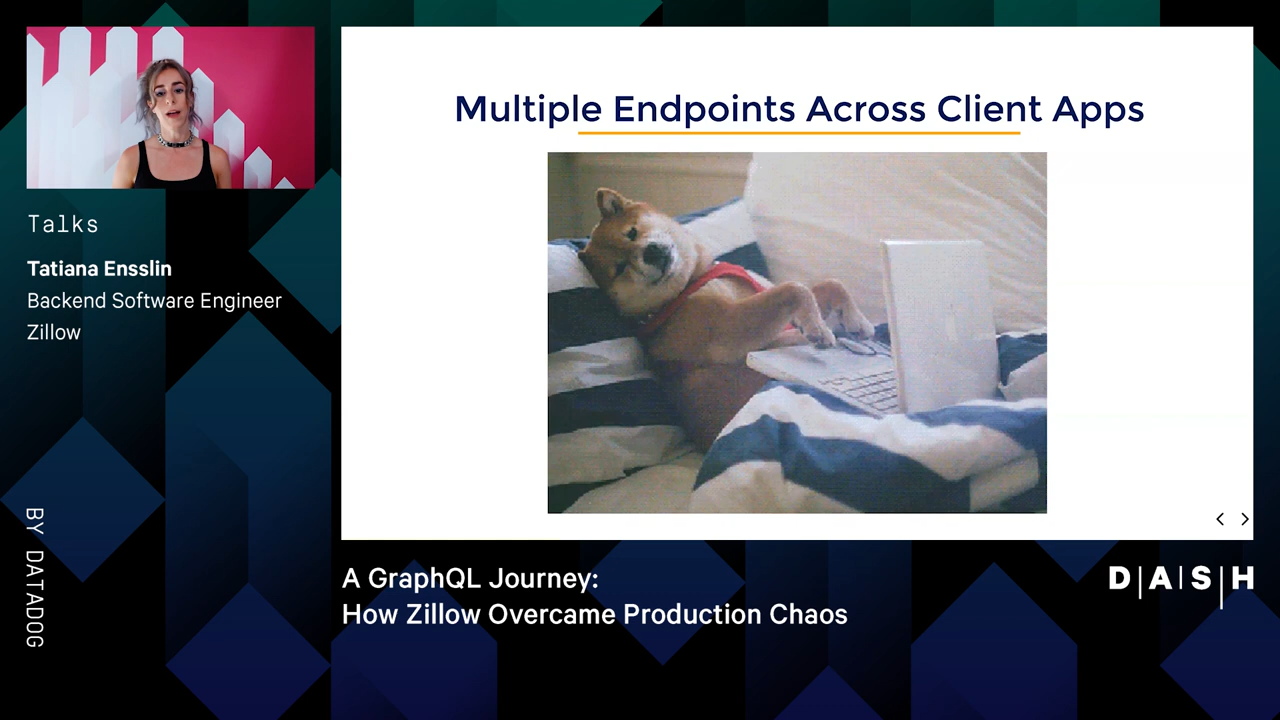 Multiple Endpoints Across Client Apps
Talks
Tatiana Ensslin
Backend Software Engineer
Zillow
BY DATADOG
A GraphQL Journey:
How Zillow Overcame Production Chaos
D|A|S|H